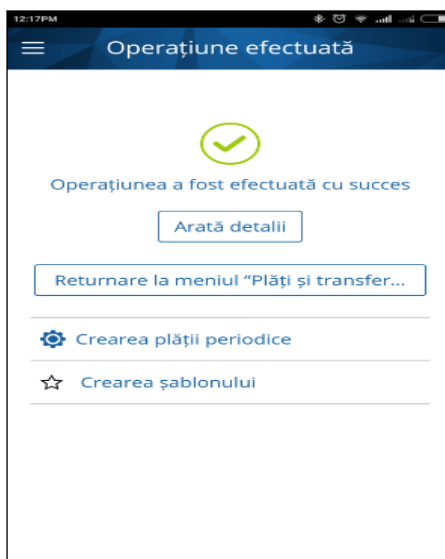 12:17PM
Operațiune efectuată
Operațiunea a fost efectuată cu succes
Arată detalii
Returnare la meniul “Plăți și transfer...
Crearea plății periodice
Crearea șablonului